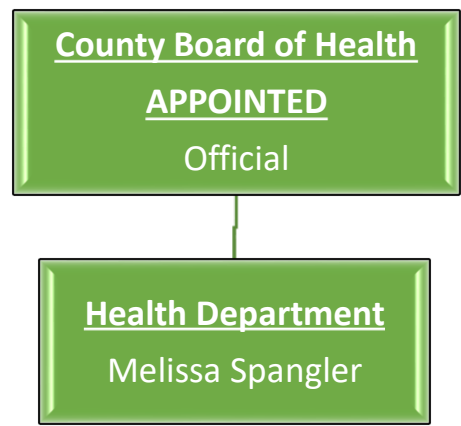 County Board of Health
APPOINTED
Official
Health Department
Melissa Spangler